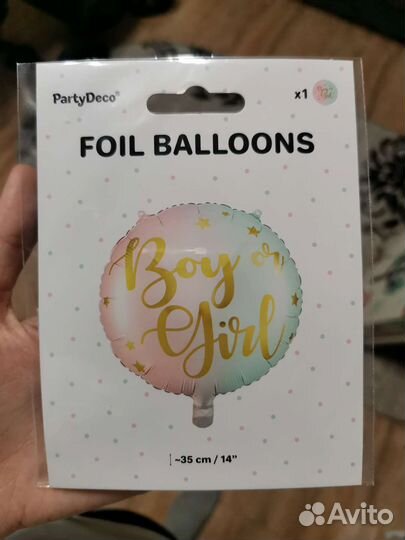 PartyDeco®
x1
FOIL BALLOONS
Boy or
Girl
~35 cm / 14"
Avito